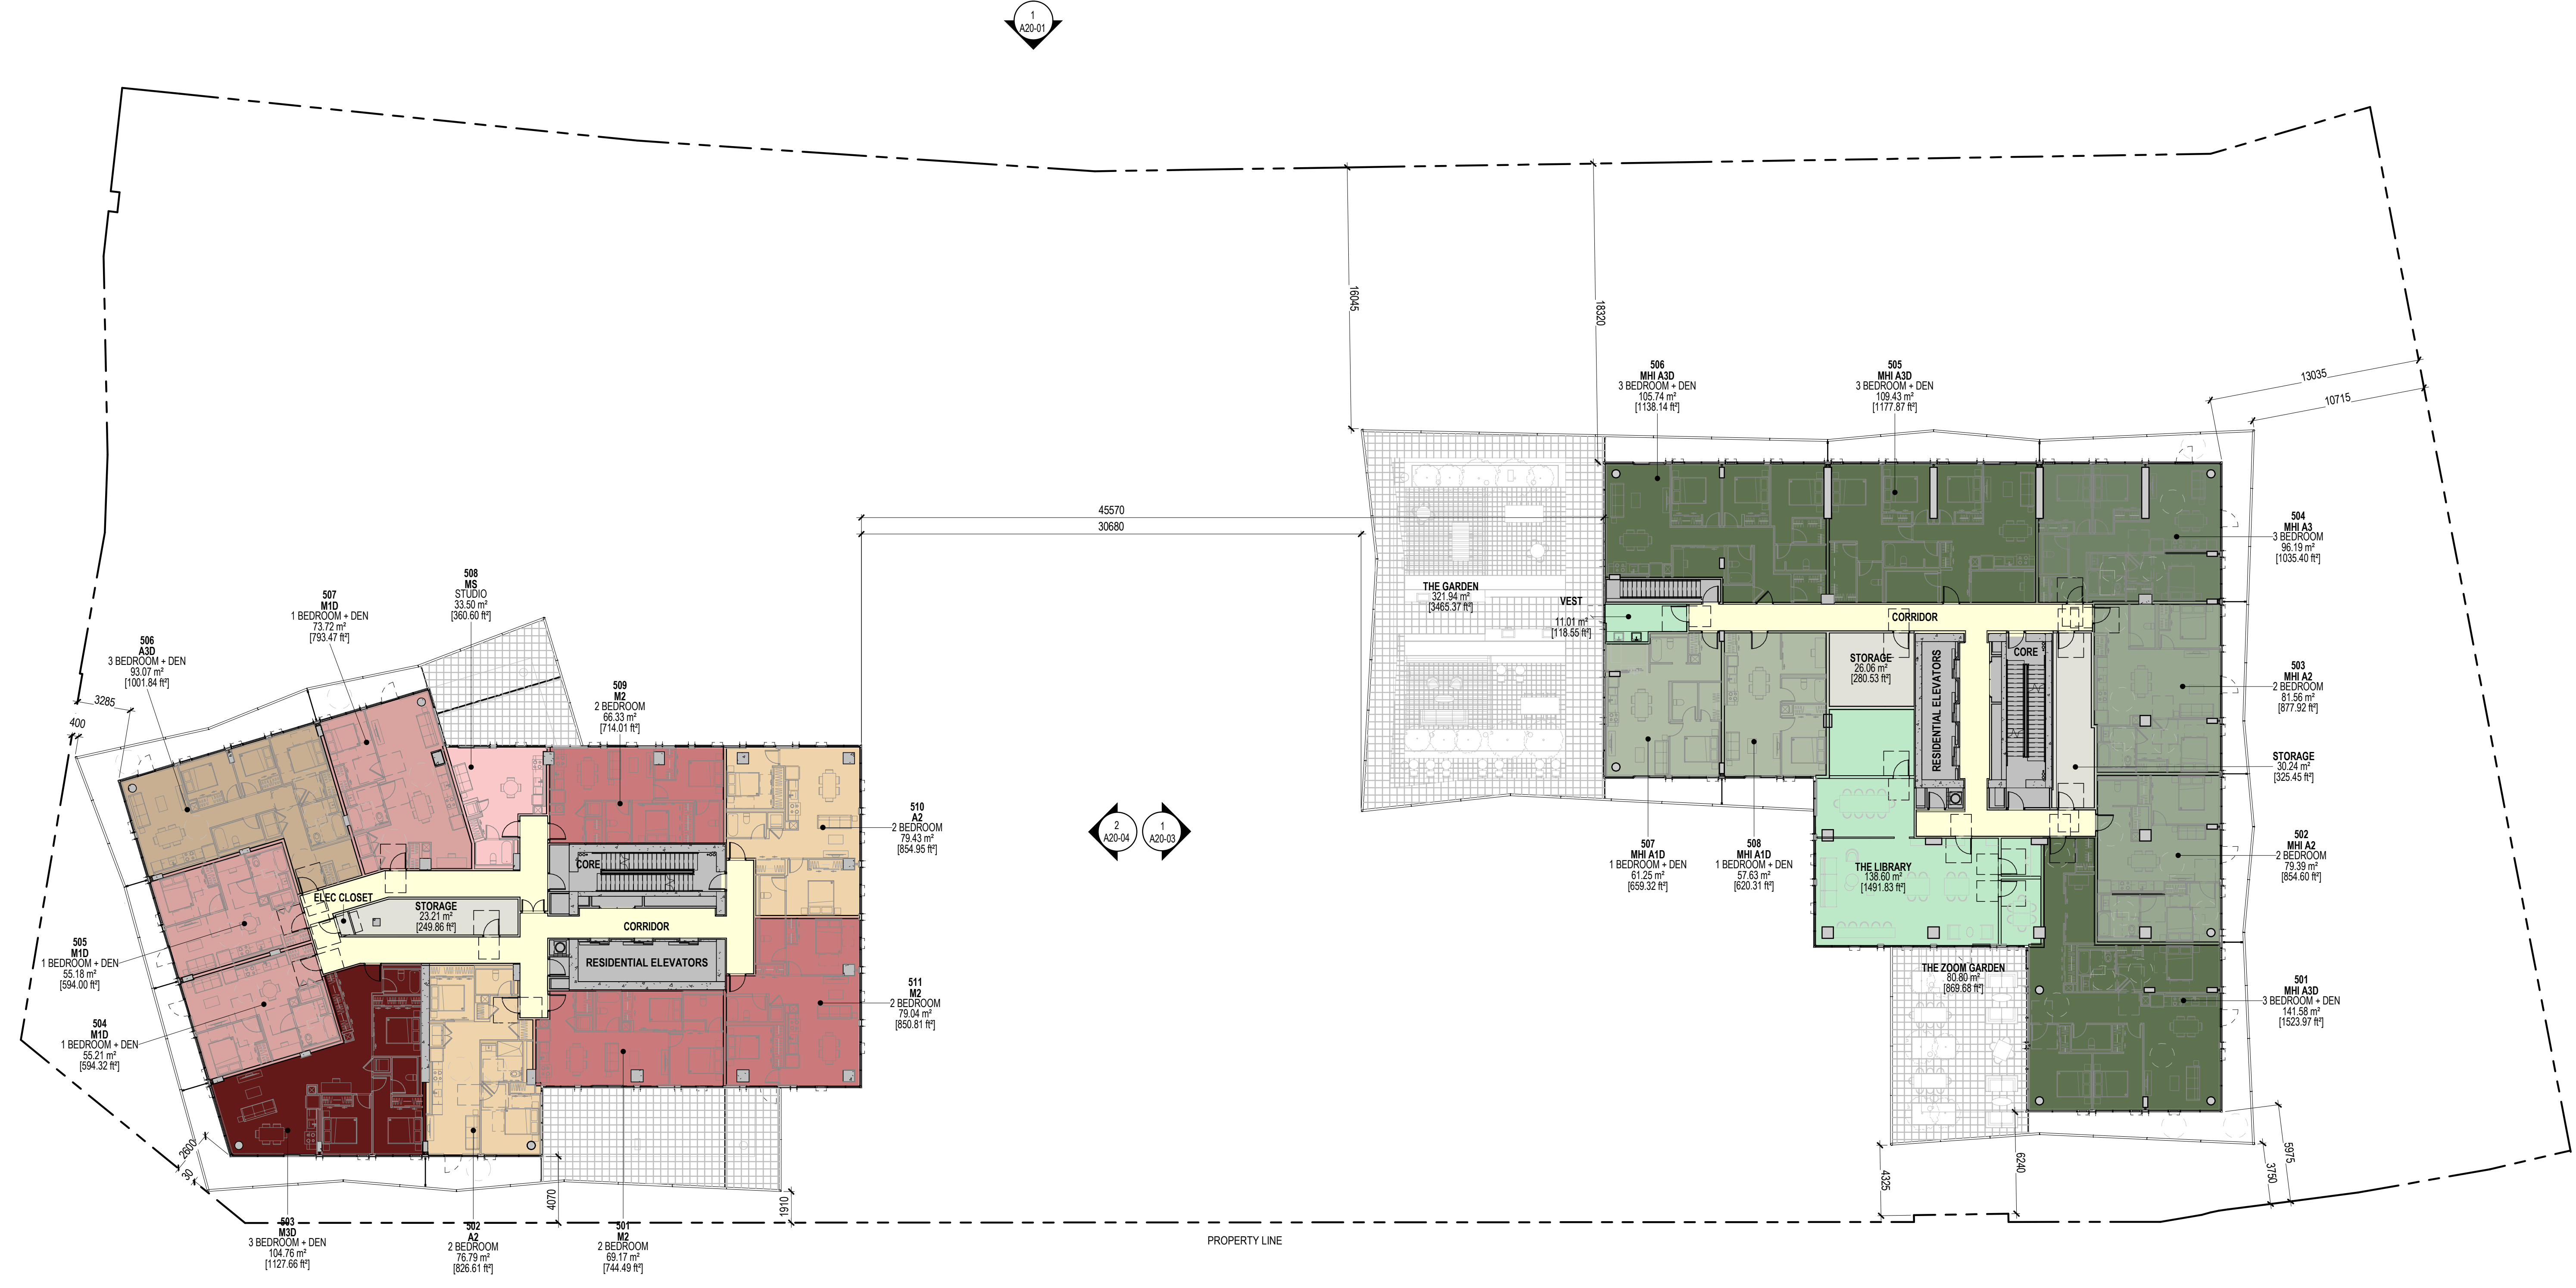 1
A20-01
16045
18320
13035
10715
506
MHI A3D
3 BEDROOM + DEN
105.74 m²
[1138.14 ft²]
505
MHI A3D
3 BEDROOM + DEN
109.43 m²
[1177.87 ft²]
504
MHI A3
3 BEDROOM
96.19 m²
[1035.40 ft²]
45570
30680
THE GARDEN
321.94 m²
[3465.37 ft²]
VEST
11.01 m²
[118.55 ft²]
CORRIDOR
STORAGE
26.06 m²
[280.53 ft²]
RESIDENTIAL ELEVATORS
CORE
503
MHI A2
2 BEDROOM
81.56 m²
[877.92 ft²]
STORAGE
30.24 m²
[325.45 ft²]
502
MHI A2
2 BEDROOM
79.39 m²
[854.60 ft²]
507
MHI A1D
1 BEDROOM + DEN
61.25 m²
[659.32 ft²]
508
MHI A1D
1 BEDROOM + DEN
57.63 m²
[620.31 ft²]
THE LIBRARY
138.60 m²
[1491.83 ft²]
THE ZOOM GARDEN
80.80 m²
[869.68 ft²]
501
MHI A3D
3 BEDROOM + DEN
141.58 m²
[1523.97 ft²]
4325
6240
3750
5975
2
A20-04
1
A20-03
508
MS
STUDIO
33.50 m²
[360.60 ft²]
507
M1D
1 BEDROOM + DEN
73.72 m²
[793.47 ft²]
506
A3D
3 BEDROOM + DEN
93.07 m²
[1001.84 ft²]
3285
400
509
M2
2 BEDROOM
66.33 m²
[714.01 ft²]
510
A2
2 BEDROOM
79.43 m²
[854.95 ft²]
CORE
ELEC CLOSET
STORAGE
23.21 m²
[249.86 ft²]
CORRIDOR
RESIDENTIAL ELEVATORS
505
M1D
1 BEDROOM + DEN
55.18 m²
[594.00 ft²]
504
M1D
1 BEDROOM + DEN
55.21 m²
[594.32 ft²]
511
M2
2 BEDROOM
79.04 m²
[850.81 ft²]
2600
30
4070
1910
503
M3D
3 BEDROOM + DEN
104.76 m²
[1127.66 ft²]
502
A2
2 BEDROOM
76.79 m²
[826.61 ft²]
501
M2
2 BEDROOM
69.17 m²
[744.49 ft²]
PROPERTY LINE